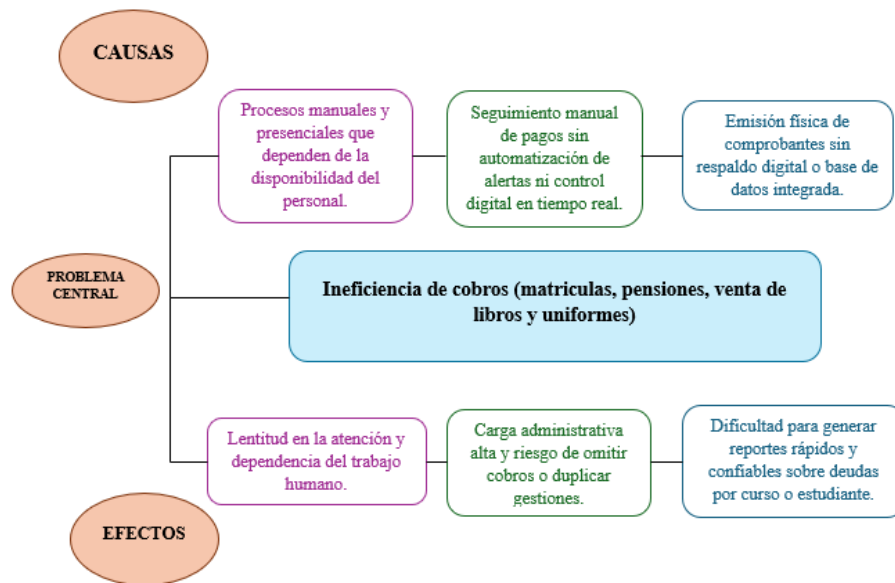 CAUSAS
Procesos manuales y
presenciales que
dependen de la
disponibilidad del
personal.
Seguimiento manual
de pagos sin
automatización de
alertas ni control
digital en tiempo real.
Emisión física de
comprobantes sin
respaldo digital o base de
datos integrada.
PROBLEMA
CENTRAL
Ineficiencia de cobros (matriculas, pensiones, venta de
libros y uniformes)
Lentitud en la atención y
dependencia del trabajo
humano.
Carga administrativa
alta y riesgo de omitir
cobros o duplicar
gestiones.
Dificultad para generar
reportes rápidos y
confiables sobre deudas
por curso o estudiante.
EFECTOS